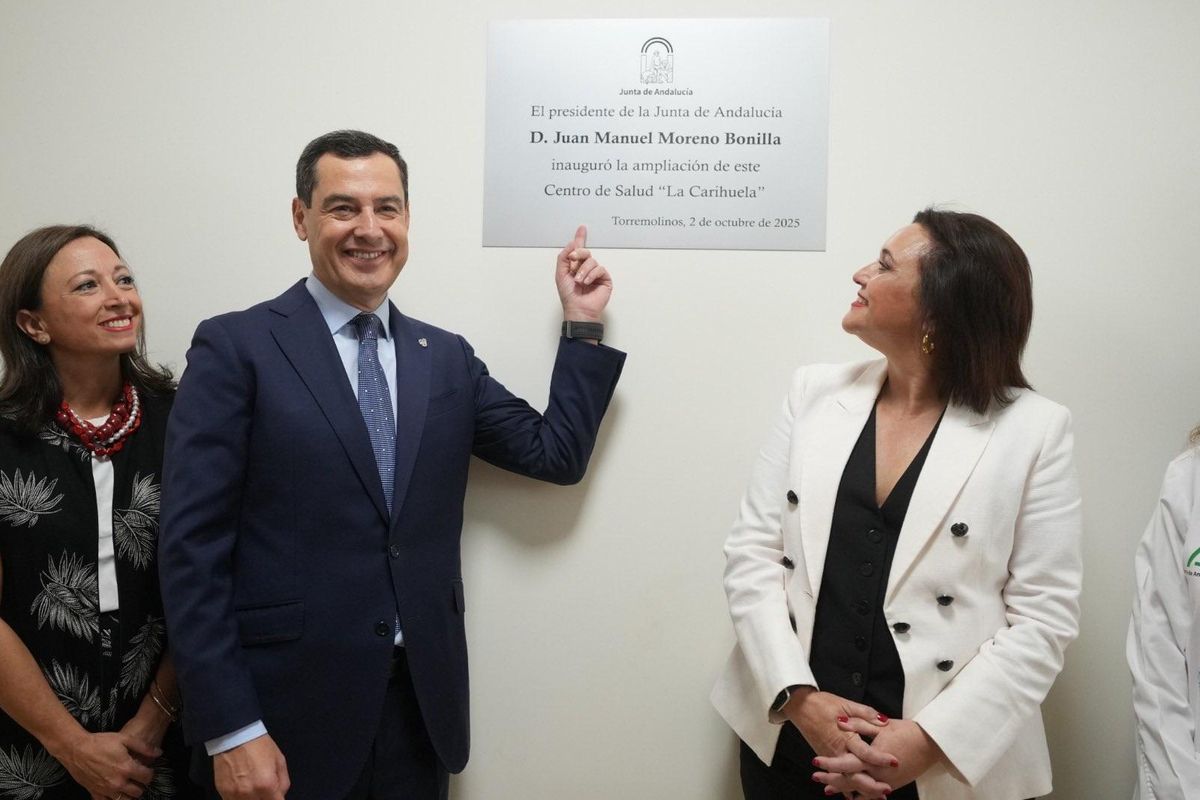 Junta de Andalucía
El presidente de la Junta de Andalucía
D. Juan Manuel Moreno Bonilla
inauguró la ampliación de este
Centro de Salud “La Carihuela”
Torremolinos, 2 de octubre de 2025